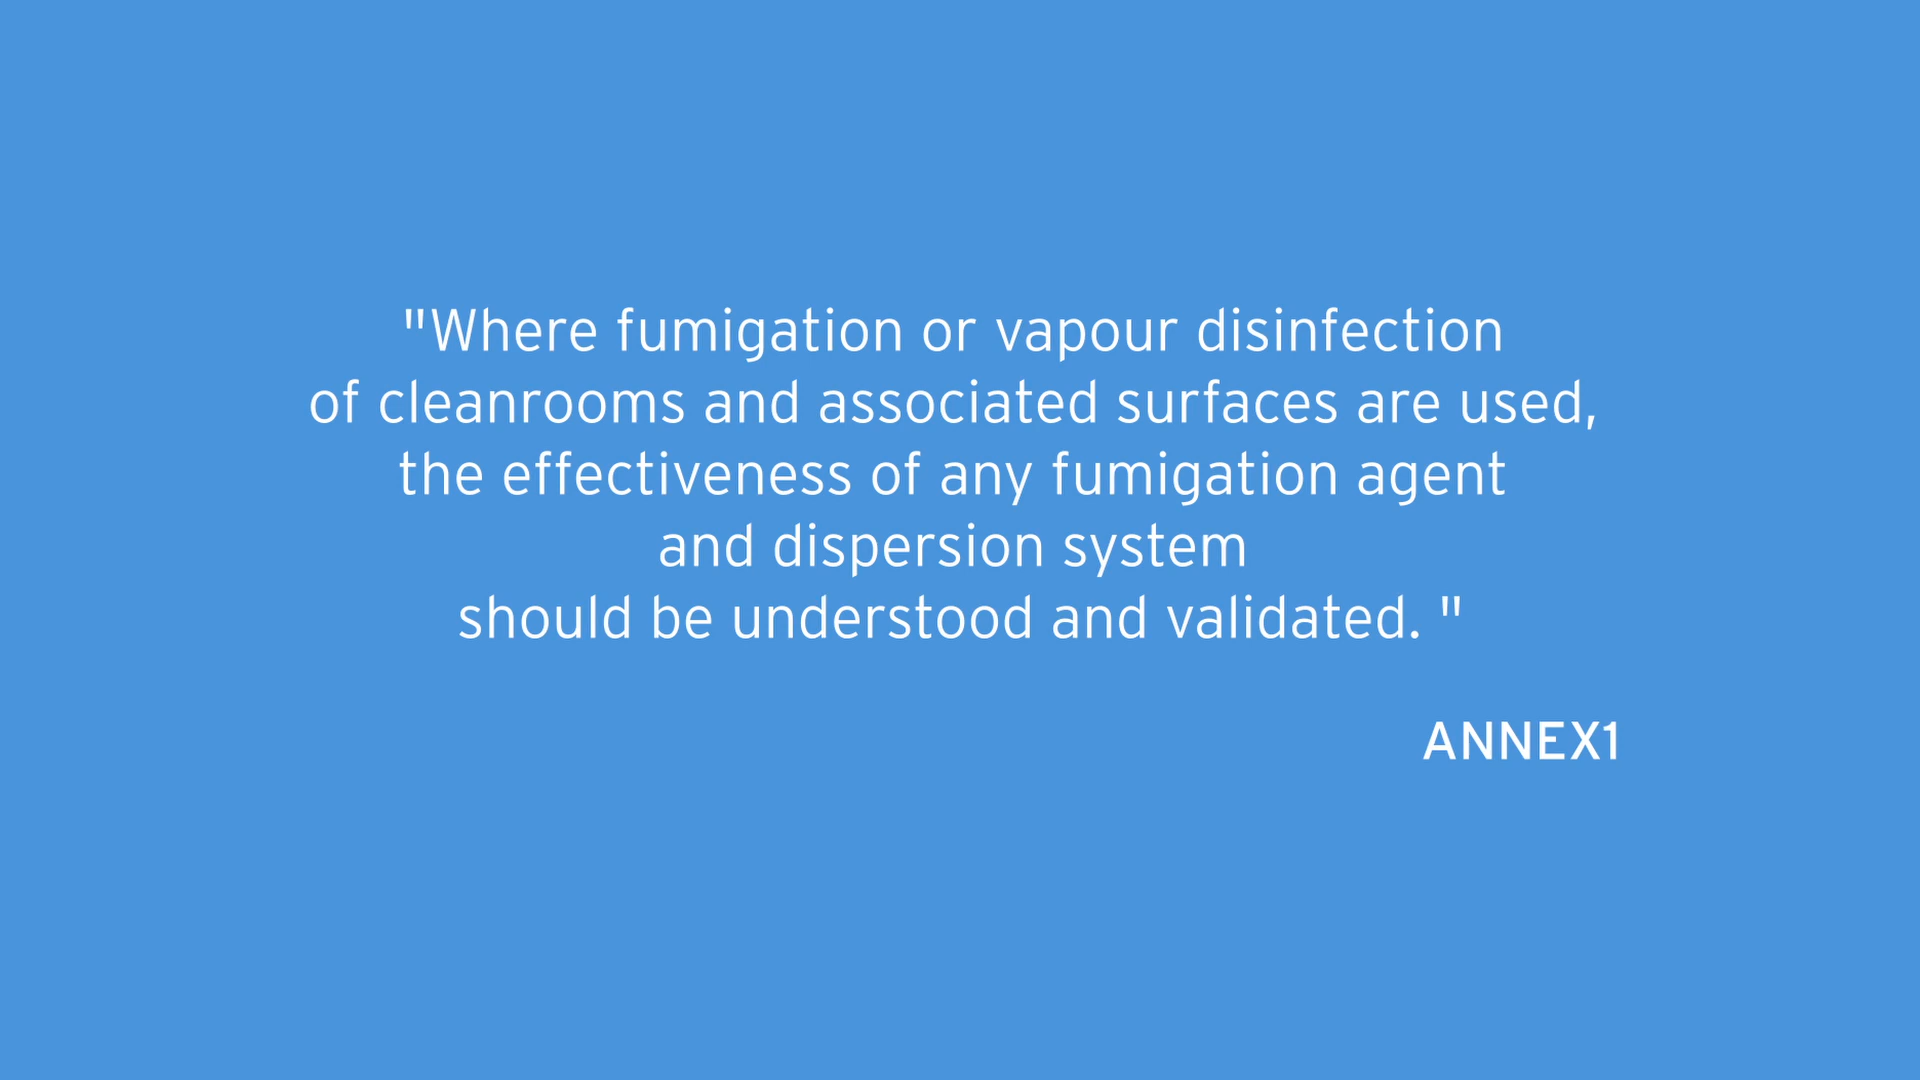 "Where fumigation or vapour disinfection
of cleanrooms and associated surfaces are used,
the effectiveness of any fumigation agent
and dispersion system
should be understood and validated. "
ANNEX1